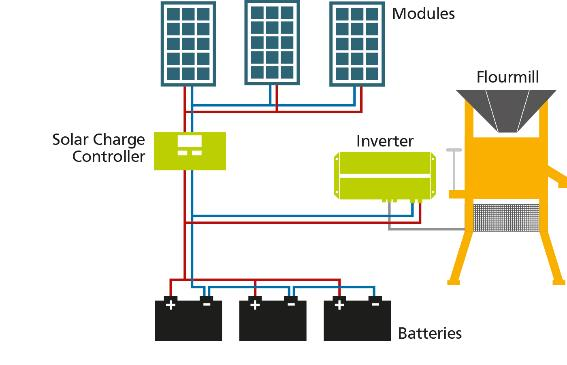 Modules
Flourmill
Solar Charge
Controller
Inverter
+ − + − + −
Batteries